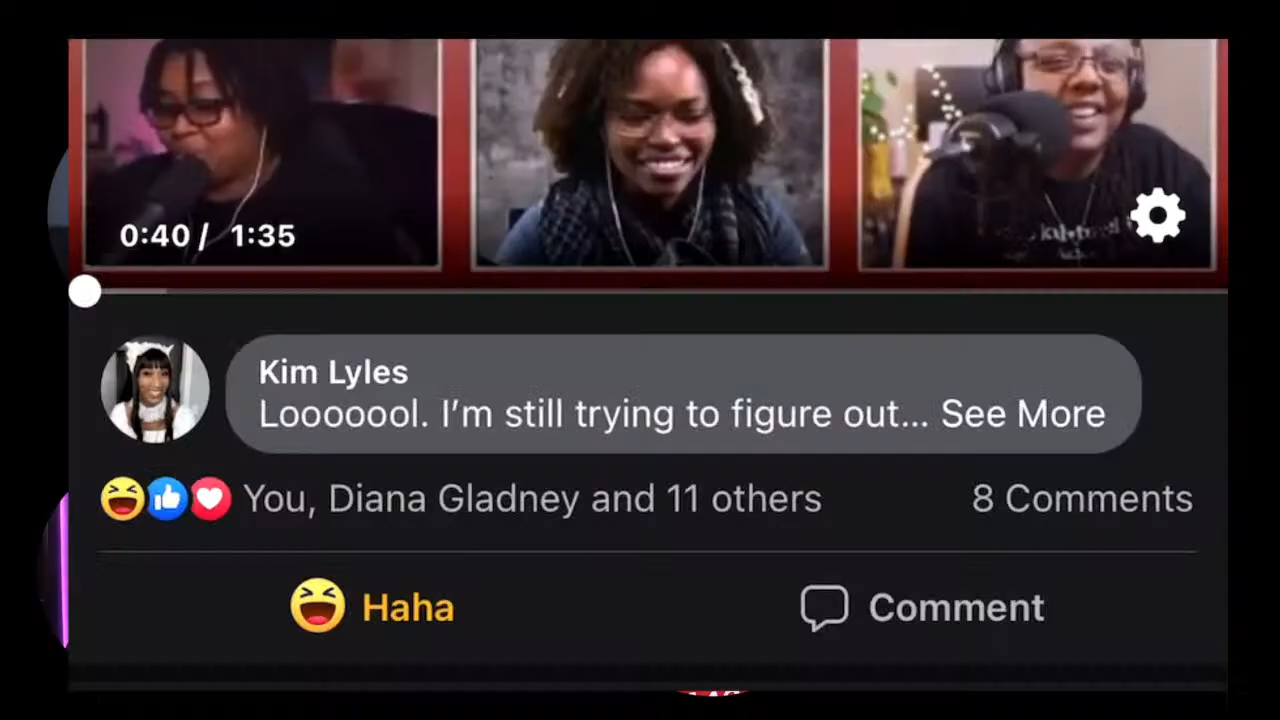 0:40 / 1:35
Kim Lyles
Looooool. I'm still trying to figure out... See More
You, Diana Gladney and 11 others
8 Comments
Haha
Comment